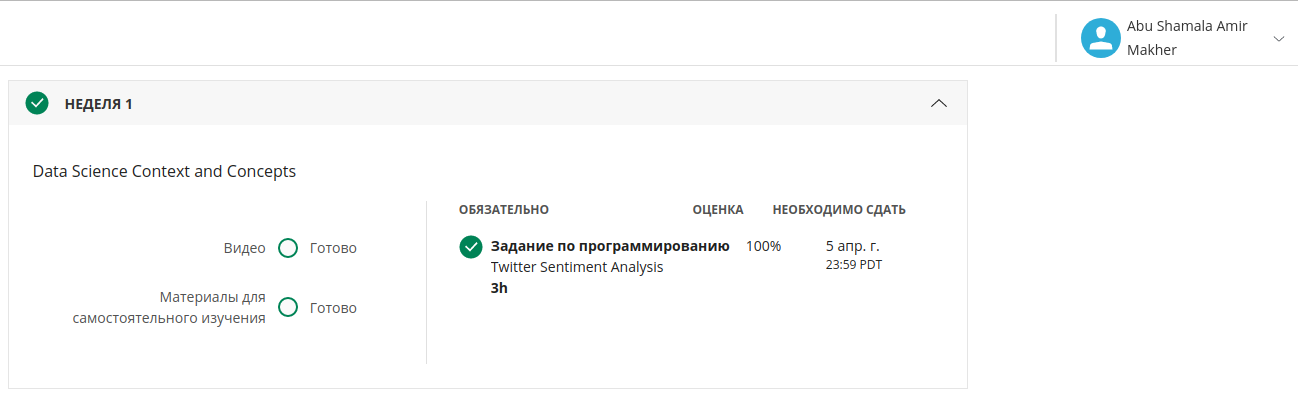 Abu Shamala Amir
Makher
НЕДЕЛЯ 1
Data Science Context and Concepts
Видео Готово
Материалы для
самостоятельного изучения Готово
ОБЯЗАТЕЛЬНО ОЦЕНКА НЕОБХОДИМО СДАТЬ
Задание по программированию 100% 5 апр. г.
Twitter Sentiment Analysis 23:59 PDT
3h